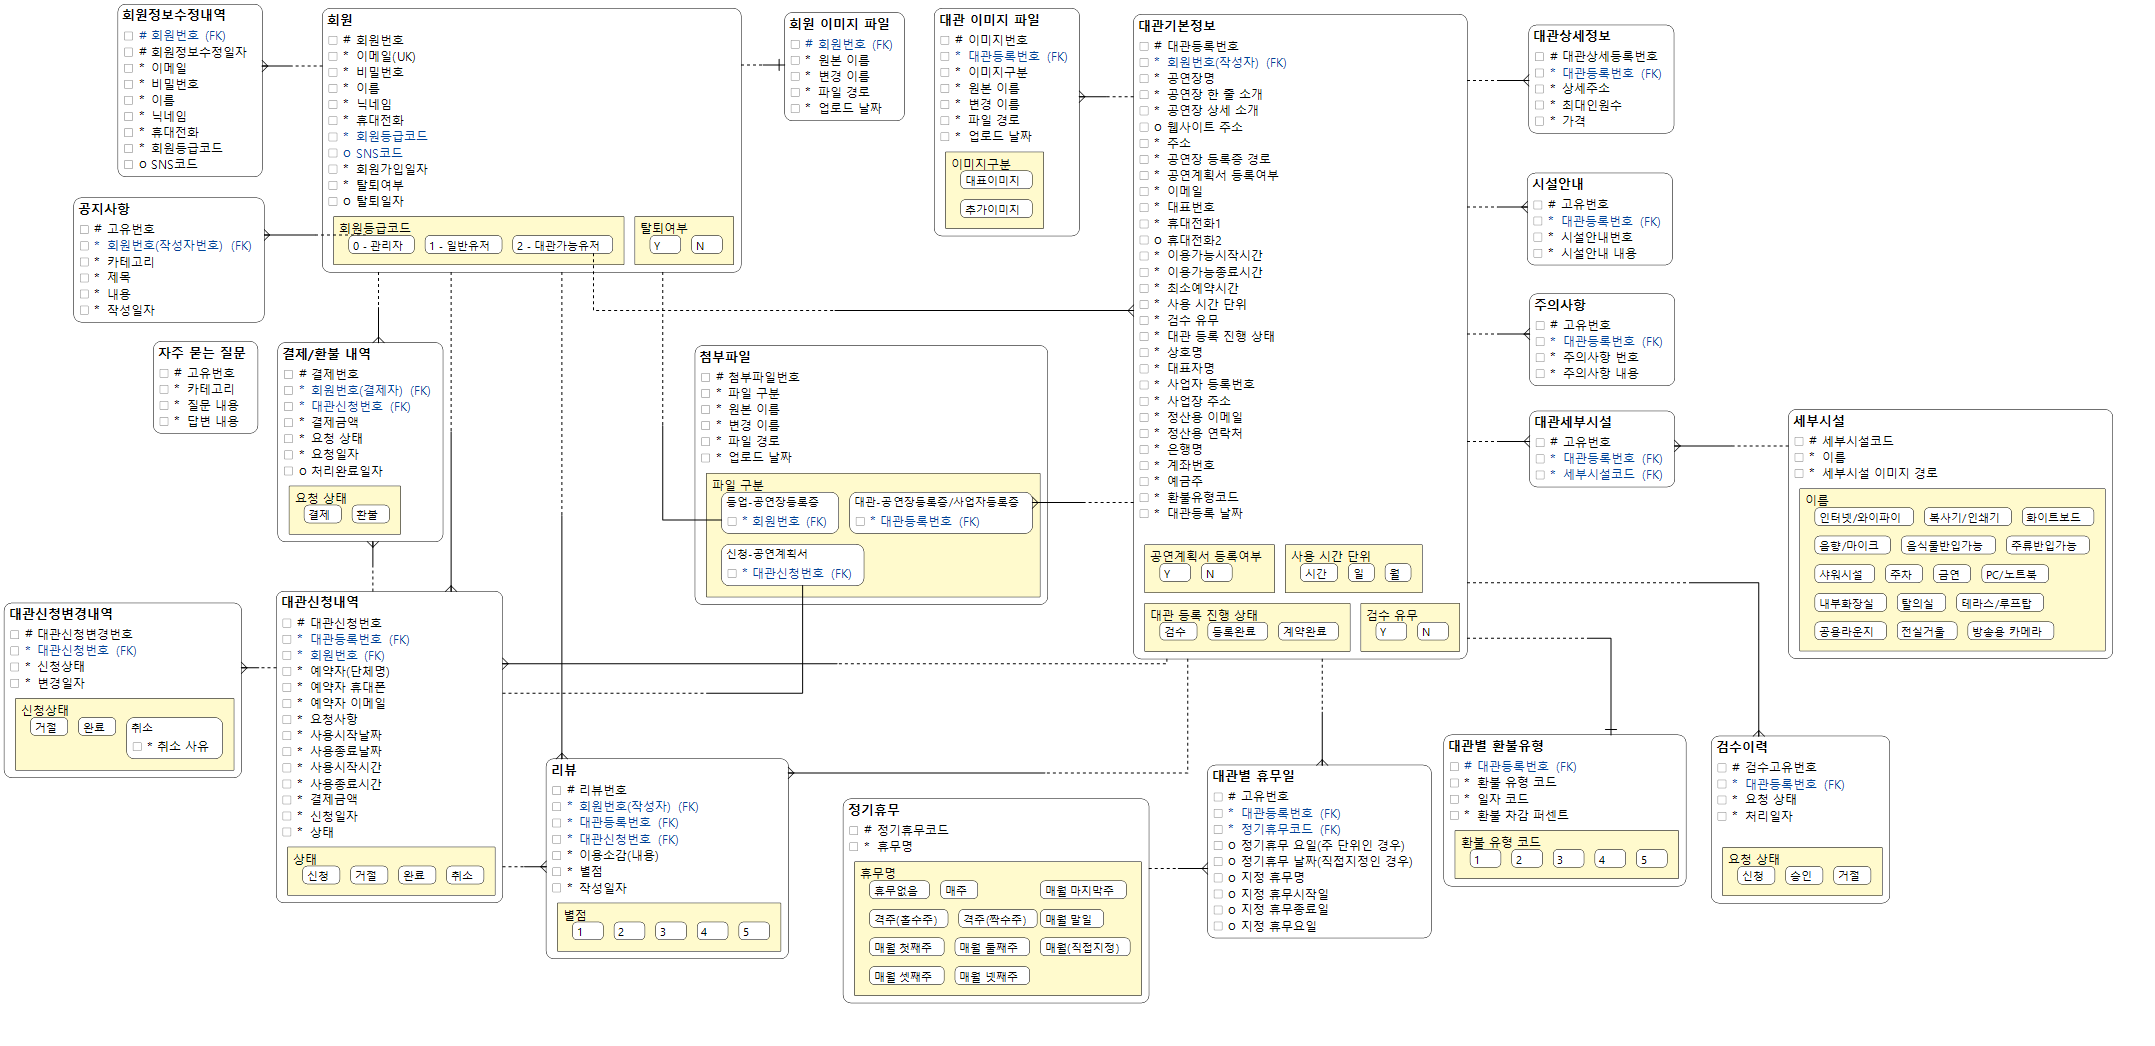 회원정보수정내역
# 회원번호 (FK)
# 회원정보수정일자
* 이메일
* 비밀번호
* 이름
* 닉네임
* 휴대전화
* 회원등급코드
o SNS코드
회원
# 회원번호
* 이메일(UK)
* 비밀번호
* 이름
* 닉네임
* 휴대전화
* 회원등급코드
o SNS코드
* 회원가입일자
* 탈퇴여부
o 탈퇴일자
회원등급코드
0 - 관리자
1 - 일반유저
2 - 대관가능유저
탈퇴여부
Y
N
회원 이미지 파일
# 회원번호 (FK)
* 원본 이름
* 변경 이름
* 파일 경로
* 업로드 날짜
대관 이미지 파일
# 이미지번호
* 대관등록번호 (FK)
* 이미지구분
* 원본 이름
* 변경 이름
* 파일 경로
* 업로드 날짜
이미지구분
대표이미지
추가이미지
대관기본정보
# 대관등록번호
* 회원번호(작성자) (FK)
* 공연장명
* 공연장 한 줄 소개
* 공연장 상세 소개
o 웹사이트 주소
* 주소
* 공연장 등록증 경로
* 공연계획서 등록여부
* 이메일
* 대표번호
* 휴대전화1
o 휴대전화2
* 이용가능시작시간
* 이용가능종료시간
* 최소예약시간
* 사용 시간 단위
* 검수 유무
* 대관 등록 진행 상태
* 상호명
* 대표자명
* 사업자 등록번호
* 사업장 주소
* 정산용 이메일
* 정산용 연락처
* 은행명
* 계좌번호
* 예금주
* 환불유형코드
* 대관등록 날짜
공연계획서 등록여부
Y
N
사용 시간 단위
시간
일
월
대관 등록 진행 상태
검수
등록완료
계약완료
검수 유무
Y
N
대관상세정보
# 대관상세등록번호
* 대관등록번호 (FK)
* 상세주소
* 최대인원수
* 가격
시설안내
# 고유번호
* 대관등록번호 (FK)
* 시설안내번호
* 시설안내 내용
주의사항
# 고유번호
* 대관등록번호 (FK)
* 주의사항 번호
* 주의사항 내용
대관세부시설
# 고유번호
* 대관등록번호 (FK)
* 세부시설코드 (FK)
세부시설
# 세부시설코드
* 이름
* 세부시설 이미지 경로
이름
인터넷/와이파이
복사기/인쇄기
화이트보드
음향/마이크
음식물반입가능
주류반입가능
샤워시설
주차
금연
PC/노트북
내부화장실
탈의실
테라스/루프탑
공용라운지
전실거울
방송용 카메라
공지사항
# 고유번호
* 회원번호(작성자번호) (FK)
* 카테고리
* 제목
* 내용
* 작성일자
자주 묻는 질문
# 고유번호
* 카테고리
* 질문 내용
* 답변 내용
결제/환불 내역
# 결제번호
* 회원번호(결제자) (FK)
* 대관신청번호 (FK)
* 결제금액
* 요청 상태
* 요청일자
o 처리완료일자
요청 상태
결제
환불
첨부파일
# 첨부파일번호
* 파일 구분
* 원본 이름
* 변경 이름
* 파일 경로
* 업로드 날짜
파일 구분
등업-공연장등록증
* 회원번호 (FK)
대관-공연장등록증/사업자등록증
* 대관등록번호 (FK)
신청-공연계획서
* 대관신청번호 (FK)
대관신청변경내역
# 대관신청변경번호
* 대관신청번호 (FK)
* 신청상태
* 변경일자
신청상태
거절
완료
취소
* 취소 사유
대관신청내역
# 대관신청번호
* 대관등록번호 (FK)
* 회원번호 (FK)
* 예약자(단체명)
* 예약자 휴대폰
* 예약자 이메일
* 요청사항
* 사용시작날짜
* 사용종료날짜
* 사용시작시간
* 사용종료시간
* 결제금액
* 신청일자
* 상태
상태
신청
거절
완료
취소
리뷰
# 리뷰번호
* 회원번호(작성자) (FK)
* 대관등록번호 (FK)
* 대관신청번호 (FK)
* 이용소감(내용)
* 별점
* 작성일자
별점
1
2
3
4
5
정기휴무
# 정기휴무코드
* 휴무명
휴무명
휴무없음
매주
매월 마지막주
격주(홀수주)
격주(짝수주)
매월 말일
매월 첫째주
매월 둘째주
매월(직접지정)
매월 셋째주
매월 넷째주
대관별 휴무일
# 고유번호
* 대관등록번호 (FK)
* 정기휴무코드 (FK)
o 정기휴무 요일(주 단위인 경우)
o 정기휴무 날짜(직접지정인 경우)
o 지정 휴무명
o 지정 휴무시작일
o 지정 휴무종료일
o 지정 휴무요일
대관별 환불유형
# 대관등록번호 (FK)
* 환불 유형 코드
* 일자 코드
* 환불 차감 퍼센트
환불 유형 코드
1
2
3
4
5
검수이력
# 검수고유번호
* 대관등록번호 (FK)
* 요청 상태
* 처리일자
요청 상태
신청
승인
거절